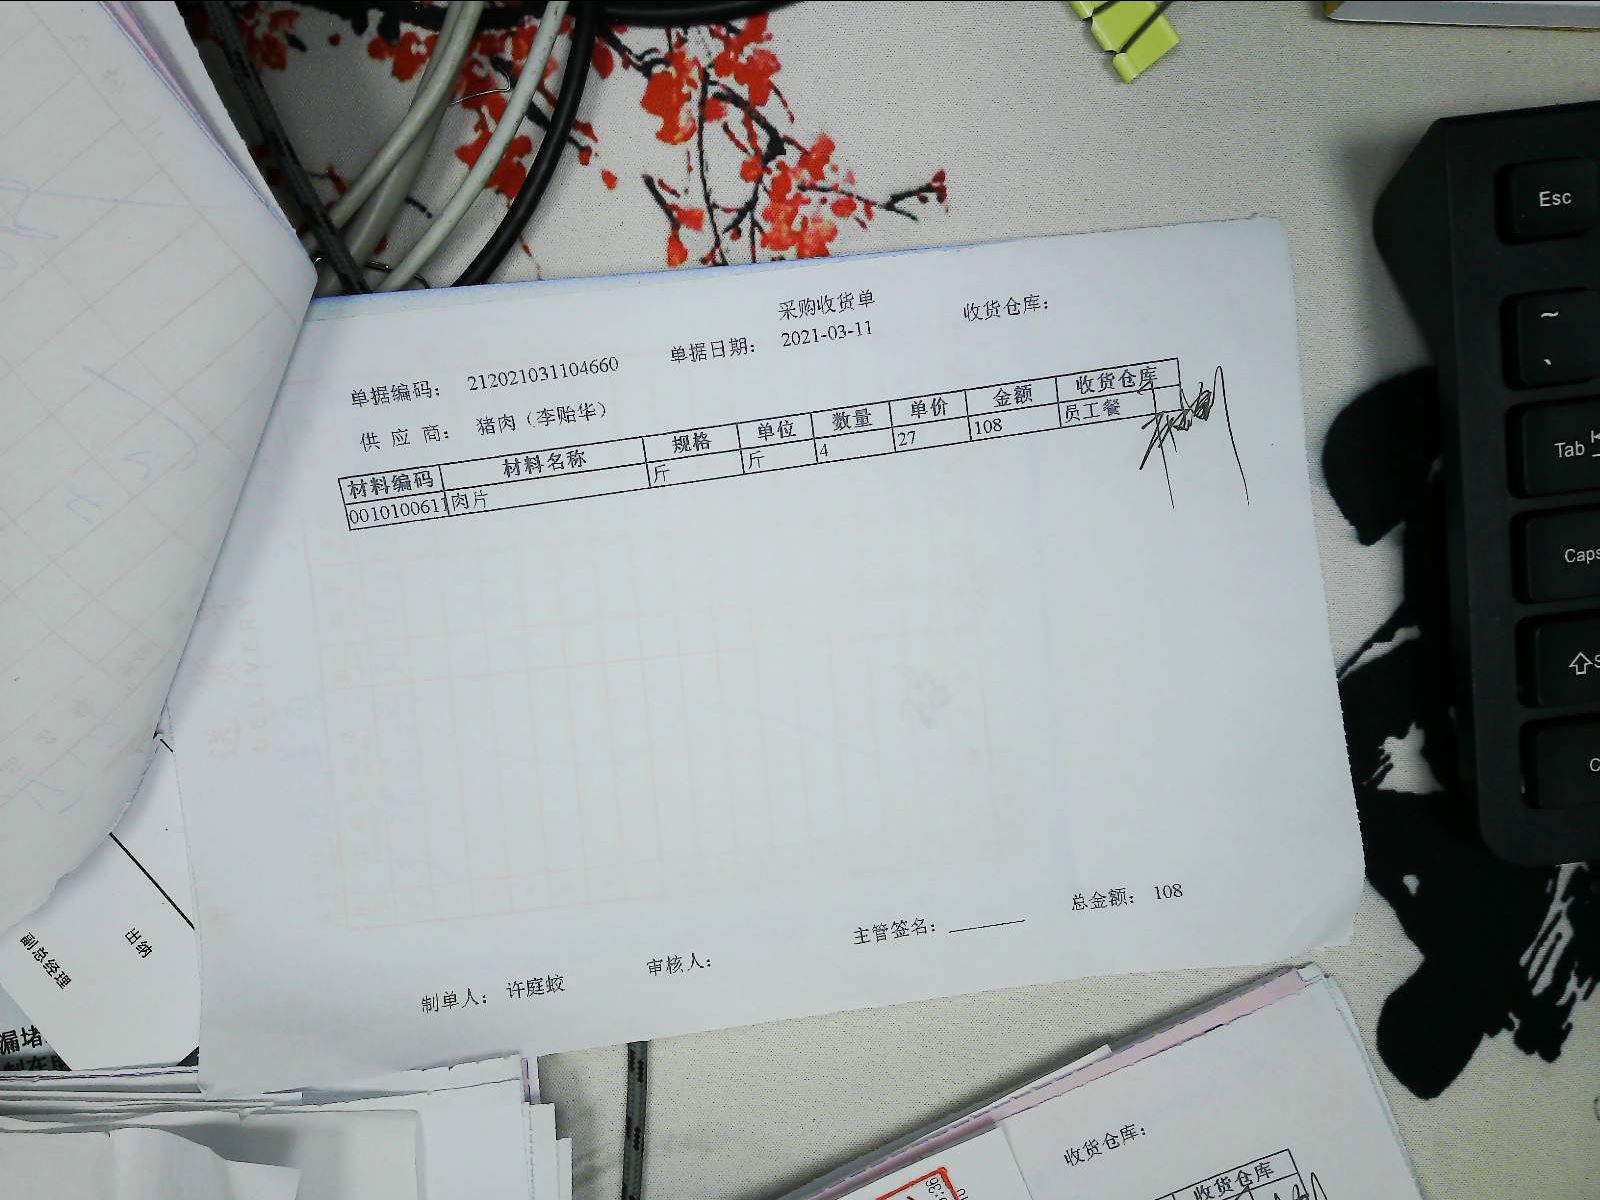 采购收货单
单据编码： 212021031104660 单据日期： 2021-03-11 收货仓库：
供 应 商： 猪肉（李贻华）
材料编码 材料名称 规格 单位 数量 单价 金额 收货仓库
0010100611 肉片 斤 斤 4 27 108 员工餐
总金额： 108
制单人： 许庭蛟 审核人： 主管签名：
Esc
~
、
Tab
Caps
出纳
副总经理
漏堵
收货仓库：
收货仓库